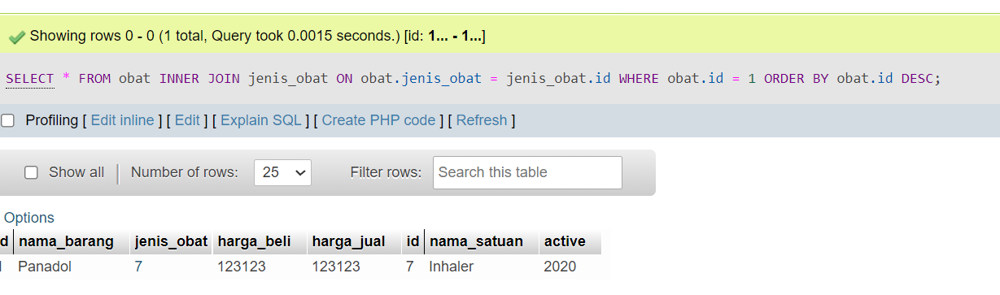 Showing rows 0 - 0 (1 total, Query took 0.0015 seconds.) [id: 1... - 1...]
SELECT * FROM obat INNER JOIN jenis_obat ON obat.jenis_obat = jenis_obat.id WHERE obat.id = 1 ORDER BY obat.id DESC;
Profiling [ Edit inline ] [ Edit ] [ Explain SQL ] [ Create PHP code ] [ Refresh ]
Show all | Number of rows: 25 Filter rows: Search this table
Options
d nama_barang jenis_obat harga_beli harga_jual id nama_satuan active
Panadol 7 123123 123123 7 Inhaler 2020